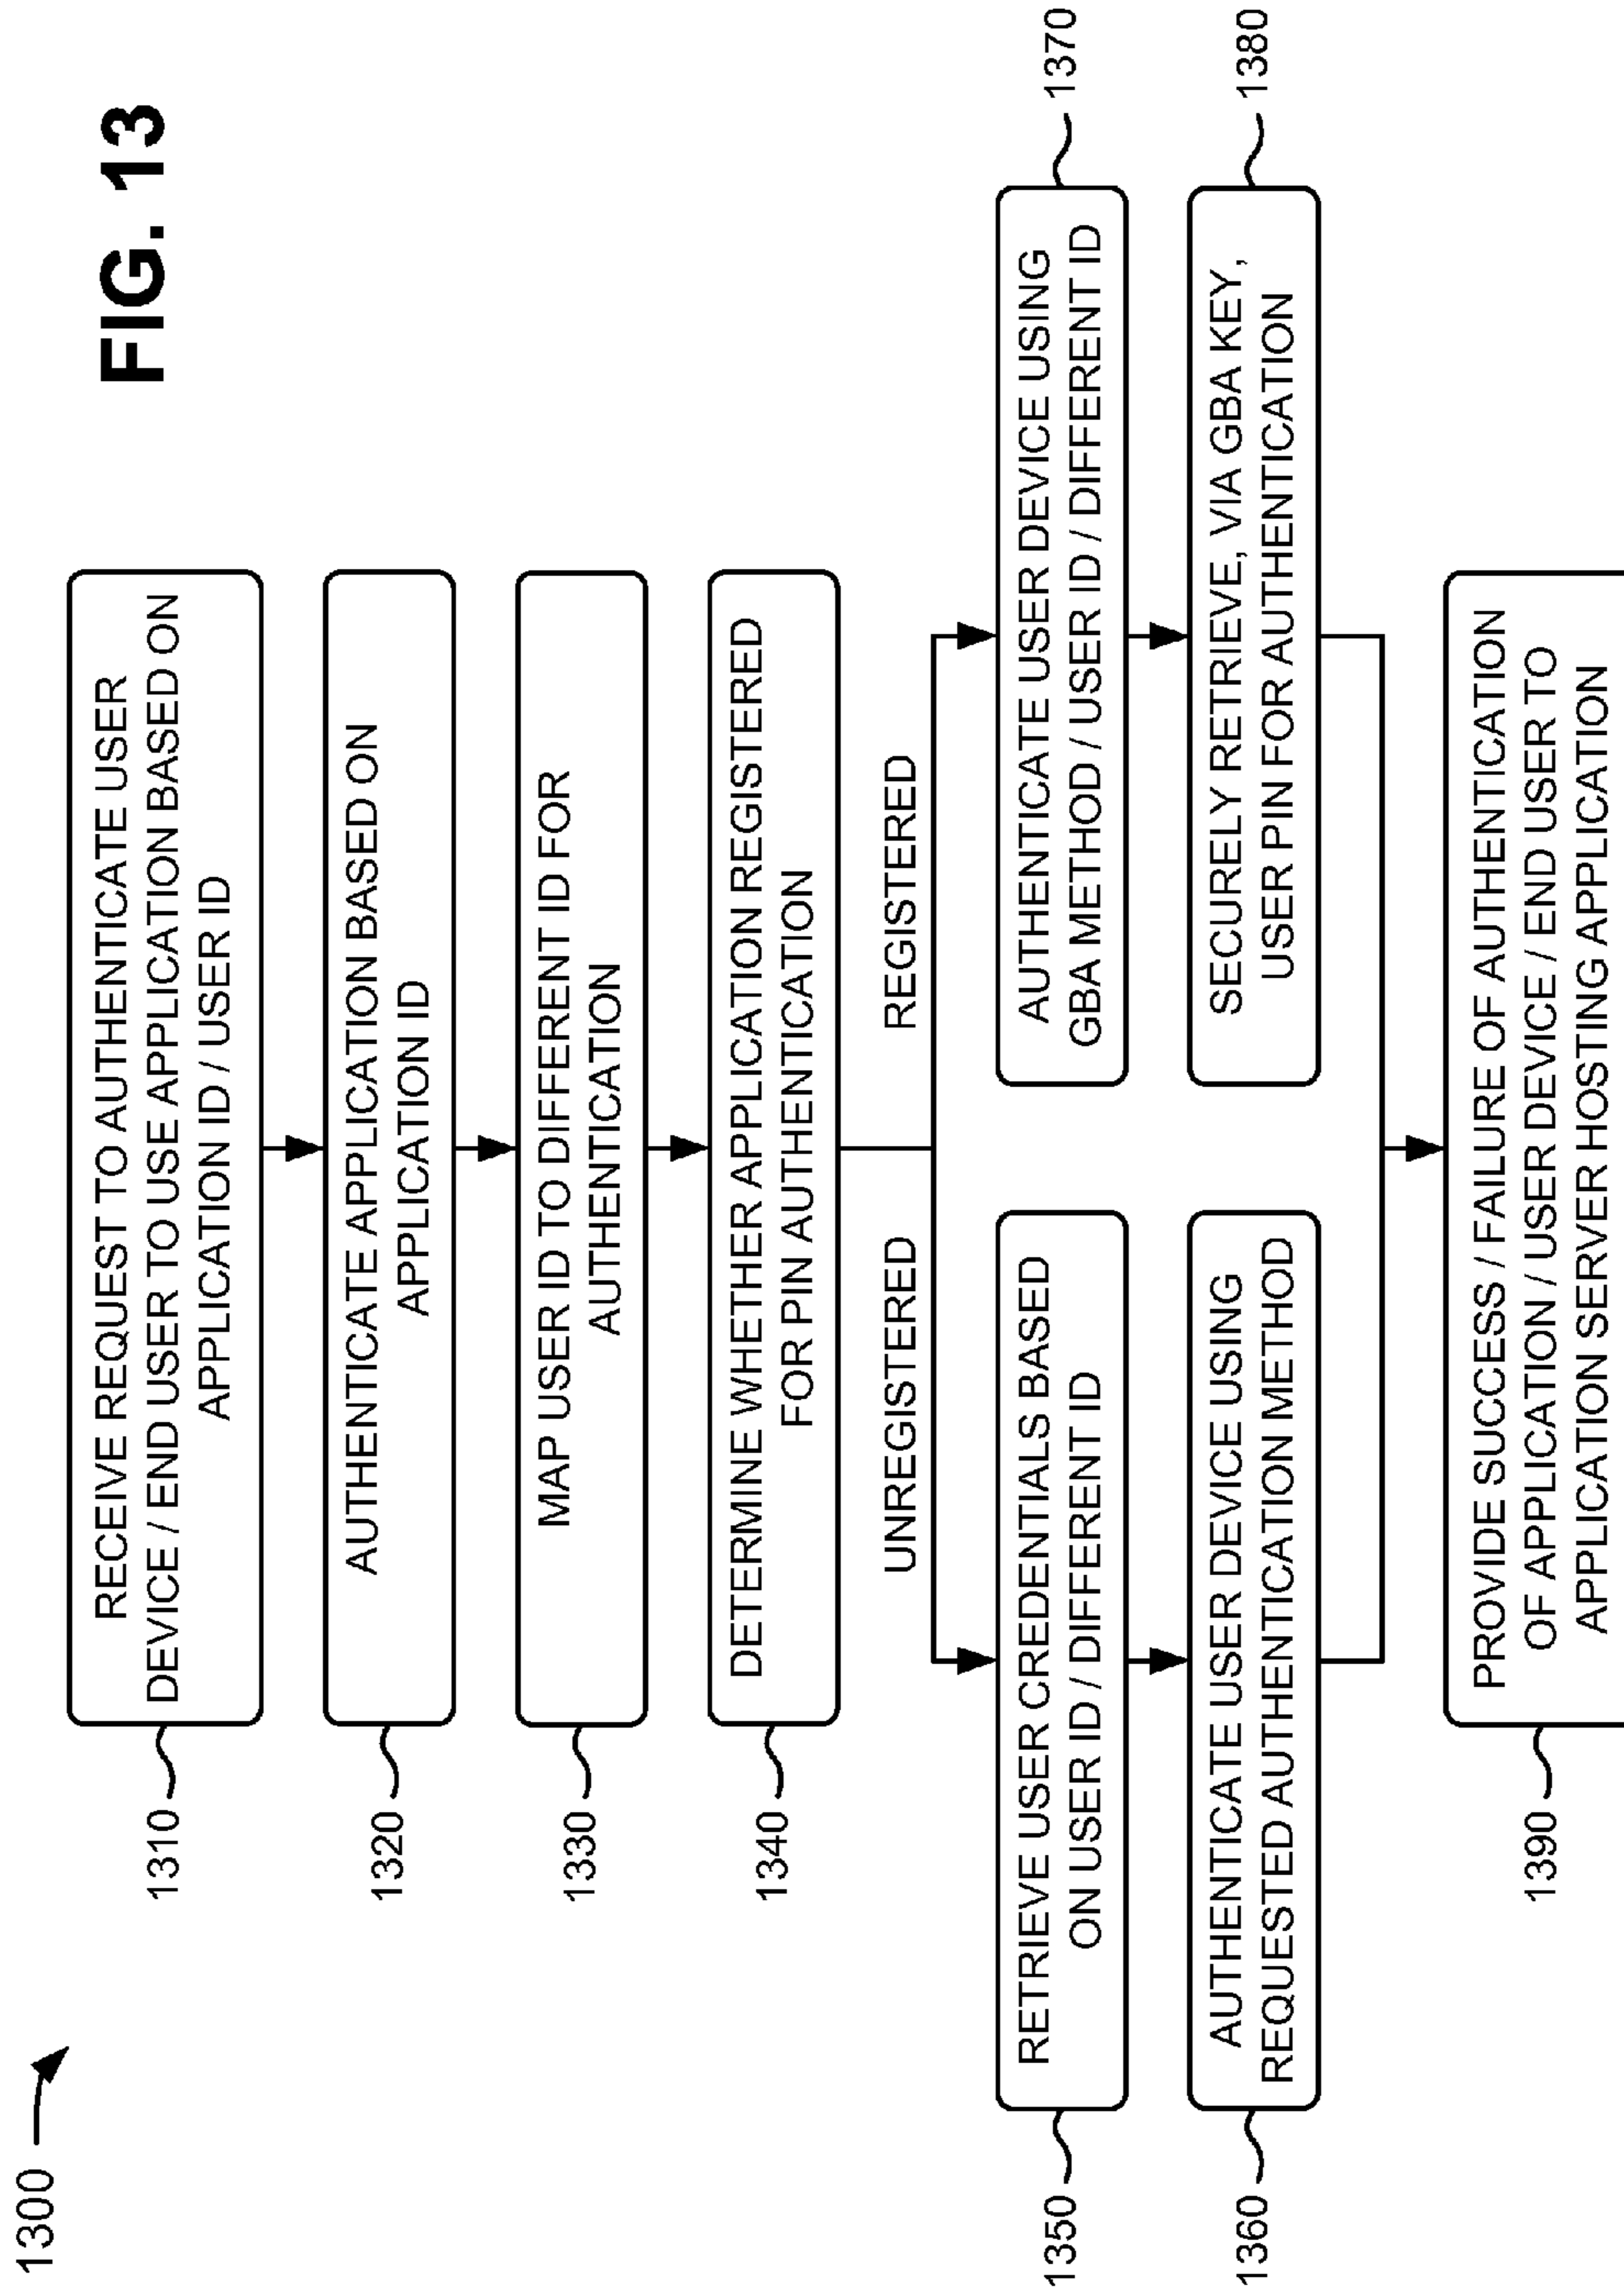 FIG. 13
1300
1310
RECEIVE REQUEST TO AUTHENTICATE USER
DEVICE / END USER TO USE APPLICATION BASED ON
APPLICATION ID / USER ID
1320
AUTHENTICATE APPLICATION BASED ON
APPLICATION ID
1330
MAP USER ID TO DIFFERENT ID FOR
AUTHENTICATION
1340
DETERMINE WHETHER APPLICATION REGISTERED
FOR PIN AUTHENTICATION
UNREGISTERED
REGISTERED
1350
RETRIEVE USER CREDENTIALS BASED
ON USER ID / DIFFERENT ID
1360
AUTHENTICATE USER DEVICE USING
REQUESTED AUTHENTICATION METHOD
AUTHENTICATE USER DEVICE USING
GBA METHOD / USER ID / DIFFERENT ID
1370
SECURELY RETRIEVE, VIA GBA KEY,
USER PIN FOR AUTHENTICATION
1380
1390
PROVIDE SUCCESS / FAILURE OF AUTHENTICATION
OF APPLICATION / USER DEVICE / END USER TO
APPLICATION SERVER HOSTING APPLICATION